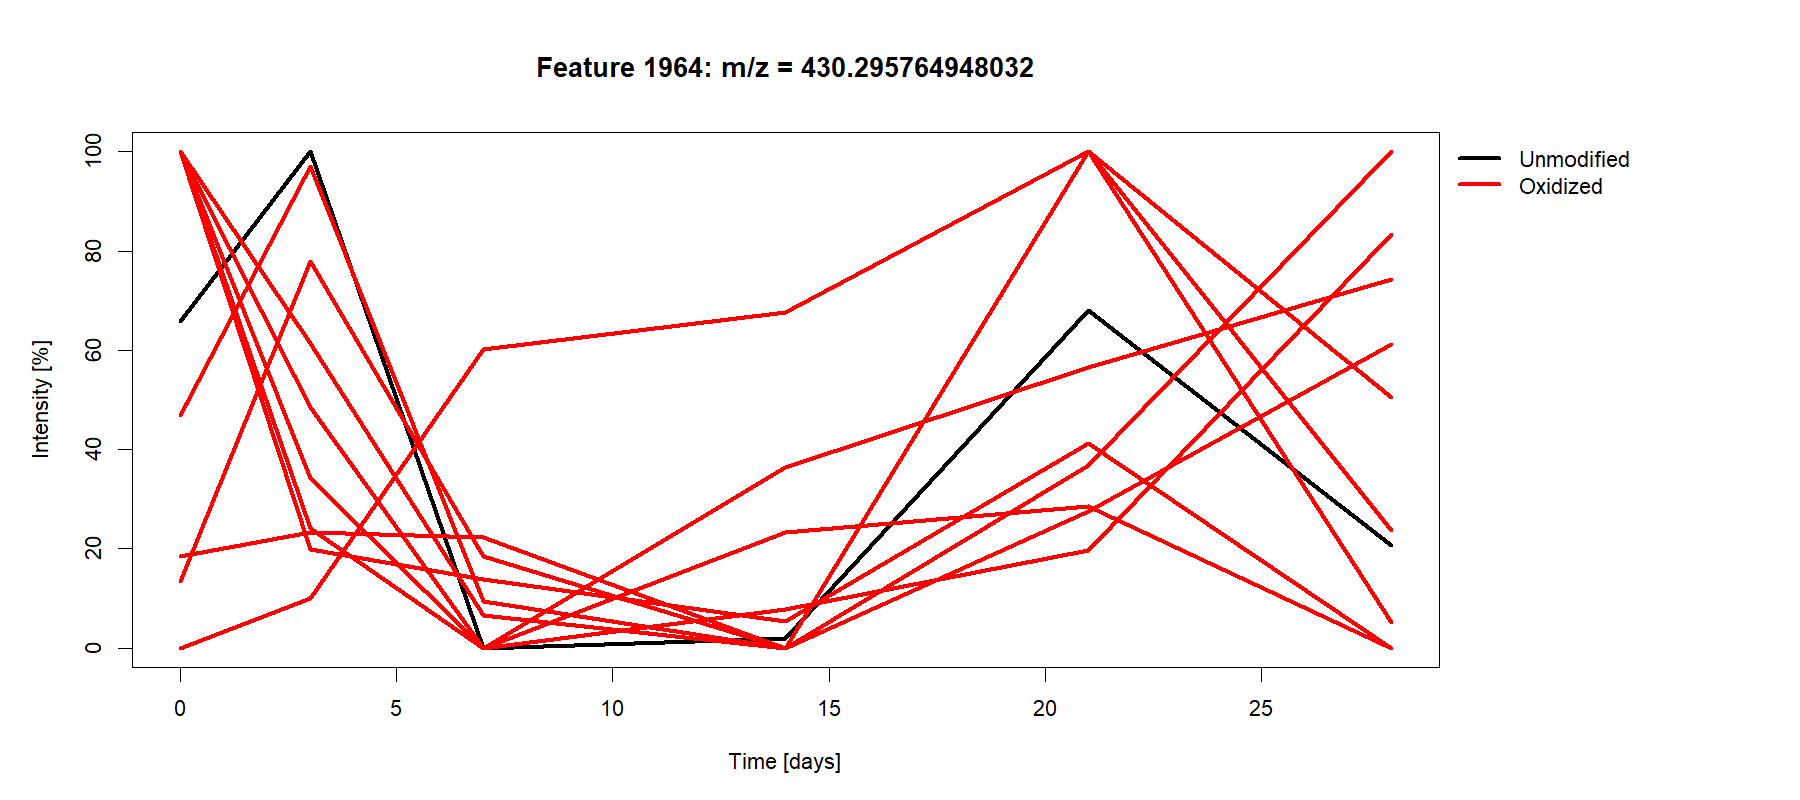 Feature 1964: m/z = 430.295764948032
Unmodified
Oxidized
Intensity [%]
100
80
60
40
20
0
0 5 10 15 20 25
Time [days]